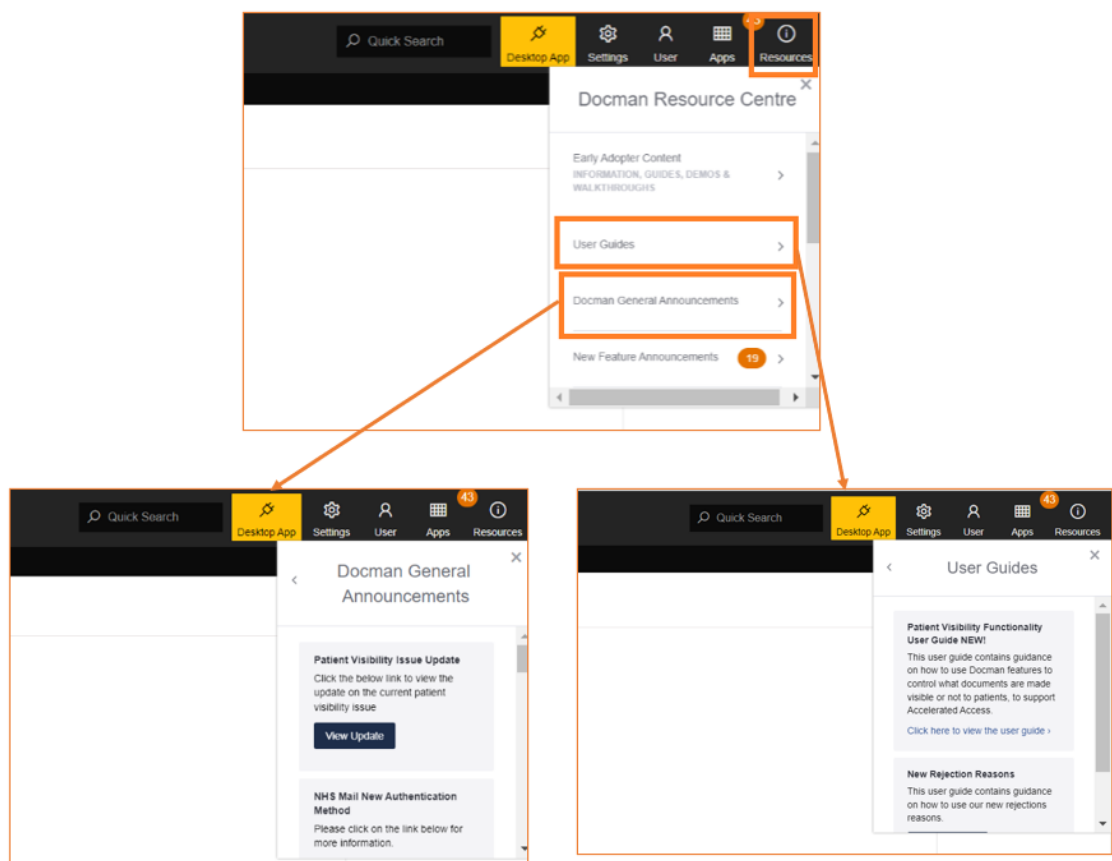 Quick Search
Desktop App
Settings
User
Apps
43
Resources
Docman Resource Centre
Early Adopter Content
INFORMATION, GUIDES, DEMOS &
WALKTHROUGHS
User Guides
Docman General Announcements
New Feature Announcements 19
Quick Search
Desktop App
Settings
User
Apps
43
Resources
Docman General
Announcements
Patient Visibility Issue Update
Click the below link to view the
update on the current patient
visibility issue
View Update
NHS Mail New Authentication
Method
Please click on the link below for
more information.
Quick Search
Desktop App
Settings
User
Apps
43
Resources
User Guides
Patient Visibility Functionality
User Guide NEW!
This user guide contains guidance
on how to use Docman features to
control what documents are made
visible or not to patients, to support
Accelerated Access.
Click here to view the user guide ›
New Rejection Reasons
This user guide contains guidance
on how to use our new rejections
reasons.